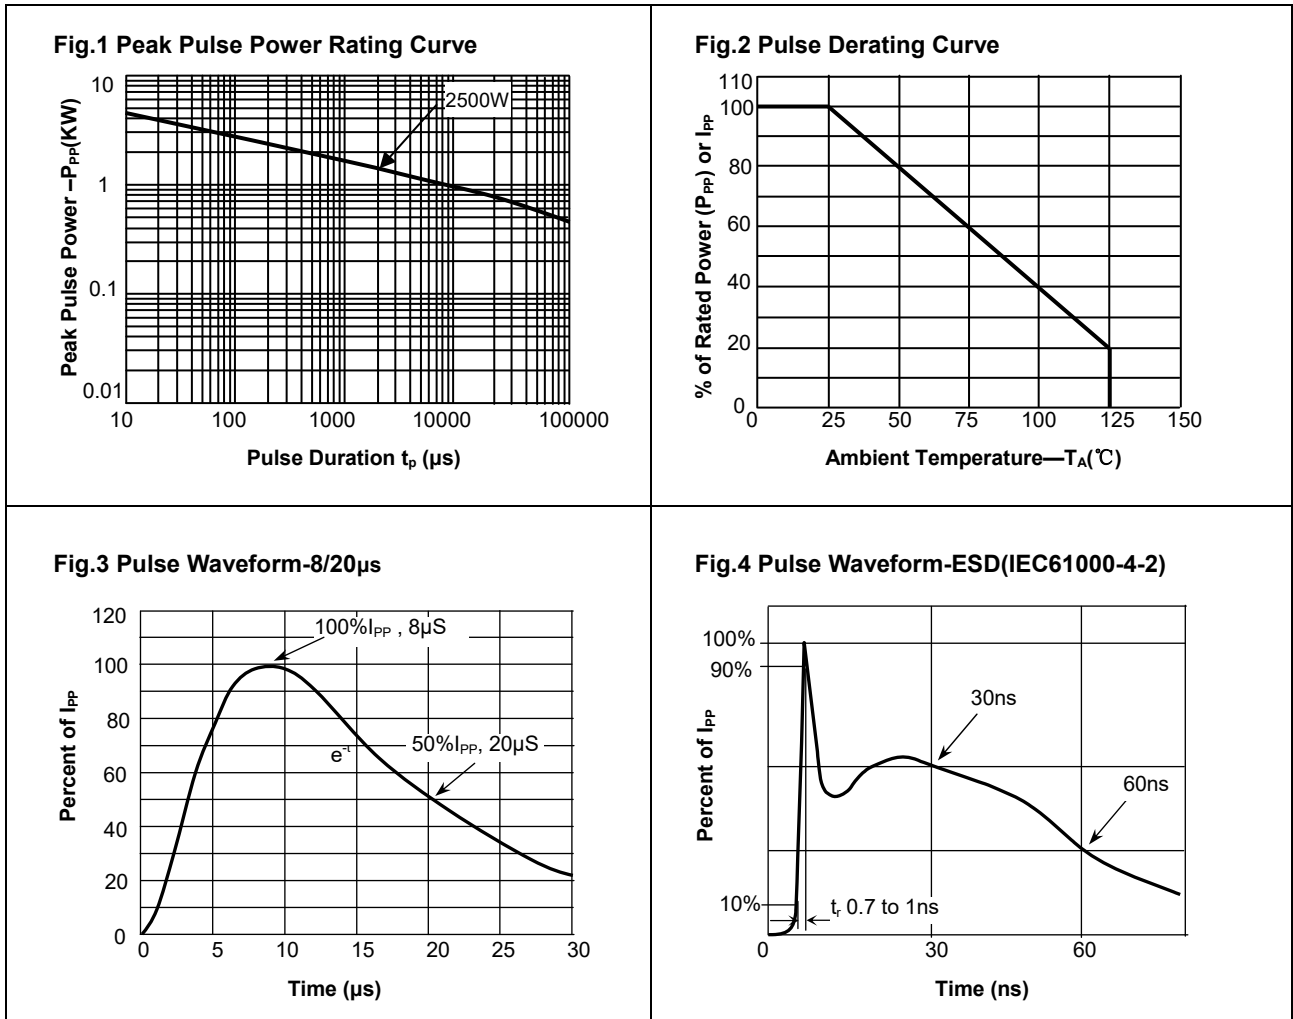 Fig.1 Peak Pulse Power Rating Curve
Peak Pulse Power –PPP(KW)
10
1
0.1
0.01
2500W
10 100 1000 10000 100000
Pulse Duration tp (µs)
Fig.2 Pulse Derating Curve
% of Rated Power (PPP) or IPP
110
100
80
60
40
20
0
25 50 75 100 125 150
Ambient Temperature—TA(℃)
Fig.3 Pulse Waveform-8/20µs
Percent of IPP
120
100
80
60
40
20
0
100%IPP , 8µS
e-t
50%IPP, 20µS
0 5 10 15 20 25 30
Time (µs)
Fig.4 Pulse Waveform-ESD(IEC61000-4-2)
Percent of IPP
100%
90%
10%
30ns
60ns
tr 0.7 to 1ns
0 30 60
Time (ns)